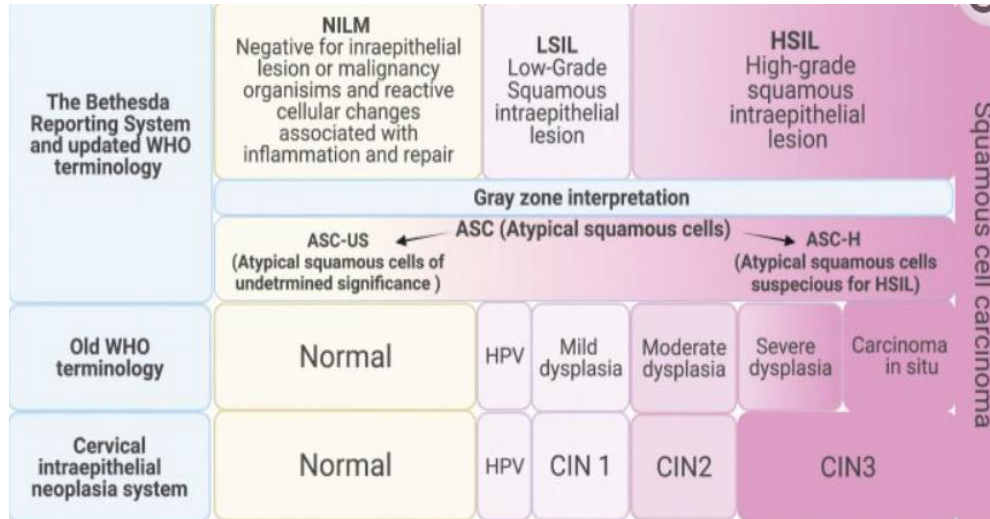 The Bethesda
Reporting System
and updated WHO
terminology
NILM
Negative for inraepithelial
lesion or malignancy
organisims and reactive
cellular changes
associated with
inflammation and repair
LSIL
Low-Grade
Squamous
intraepithelial
lesion
HSIL
High-grade
squamous
intraepithelial
lesion
Gray zone interpretation
ASC (Atypical squamous cells)
ASC-US
(Atypical squamous cells of
undetrmined significance )
ASC-H
(Atypical squamous cells
suspecious for HSIL)
Old WHO
terminology
Normal
HPV
Mild
dysplasia
Moderate
dysplasia
Severe
dysplasia
Carcinoma
in situ
Cervical
intraepithelial
neoplasia system
Normal
HPV
CIN 1
CIN2
CIN3
Squamous cell carcinoma